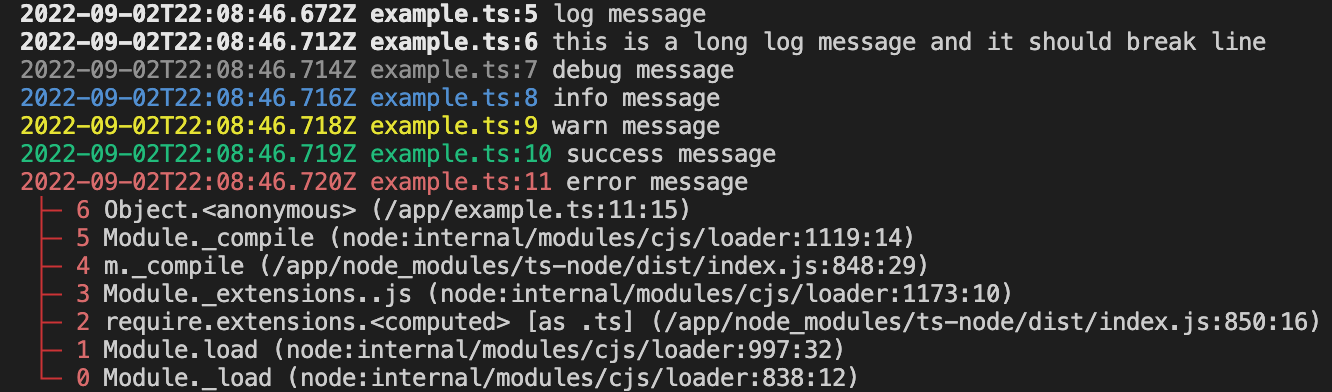 2022-09-02T22:08:46.672Z example.ts:5 log message
2022-09-02T22:08:46.712Z example.ts:6 this is a long log message and it should break line
2022-09-02T22:08:46.714Z example.ts:7 debug message
2022-09-02T22:08:46.716Z example.ts:8 info message
2022-09-02T22:08:46.718Z example.ts:9 warn message
2022-09-02T22:08:46.719Z example.ts:10 success message
2022-09-02T22:08:46.720Z example.ts:11 error message
├─ 6 Object.<anonymous> (/app/example.ts:11:15)
├─ 5 Module._compile (node:internal/modules/cjs/loader:1119:14)
├─ 4 m._compile (/app/node_modules/ts-node/dist/index.js:848:29)
├─ 3 Module._extensions..js (node:internal/modules/cjs/loader:1173:10)
├─ 2 require.extensions.<computed> [as .ts] (/app/node_modules/ts-node/dist/index.js:850:16)
├─ 1 Module.load (node:internal/modules/cjs/loader:997:32)
└─ 0 Module._load (node:internal/modules/cjs/loader:838:12)